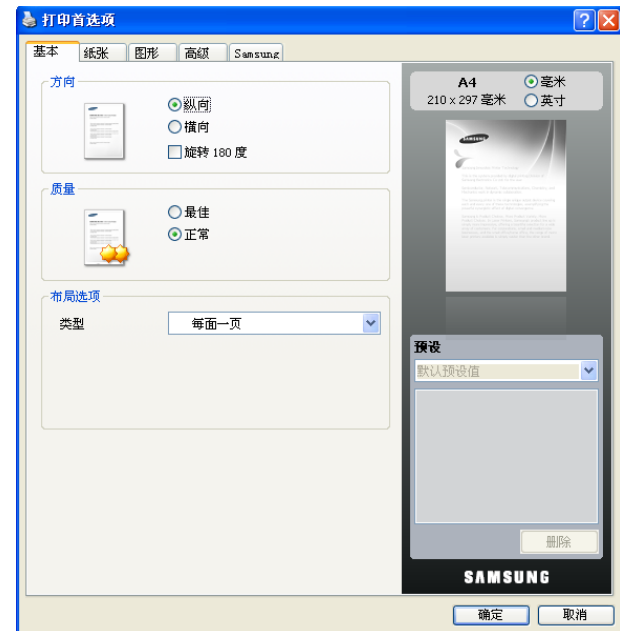 打印首选项
基本 纸张 图形 高级 Samsung
方向
纵向
横向
旋转 180 度
质量
最佳
正常
布局选项
类型 每面一页
A4
210 x 297 毫米
毫米
英寸
SAMSUNG
预设
默认预设值
删除
SAMSUNG
确定 取消